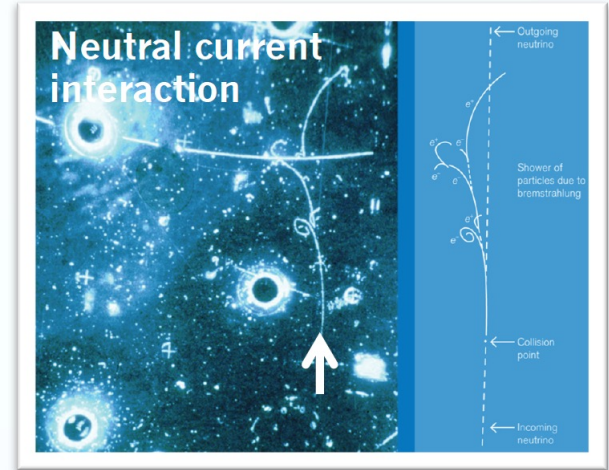 Neutral current
interaction
Outgoing
neutrino
e⁺
e⁺
e⁻
e⁻
e⁻
Shower of
particles due to
bremstrahlung
e⁺
e⁻
Collision
point
Incoming
neutrino